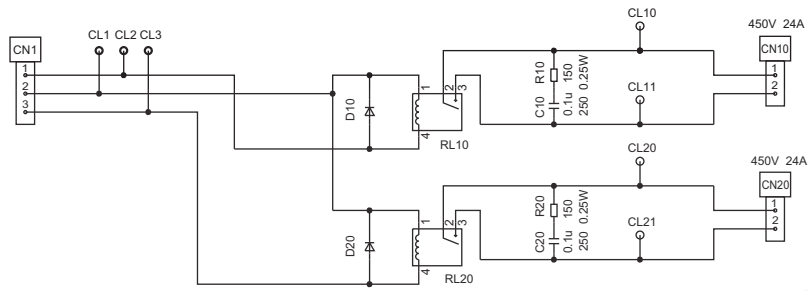 CL10
450V 24A
CL1 CL2 CL3
CN1
1
2
3
CN10
1
2
R10
150
0.25W
C10
0.1u
250
CL11
D10
1
2
3
4
RL10
CL20
450V 24A
CN20
1
2
R20
150
0.25W
C20
0.1u
250
CL21
D20
1
2
3
4
RL20